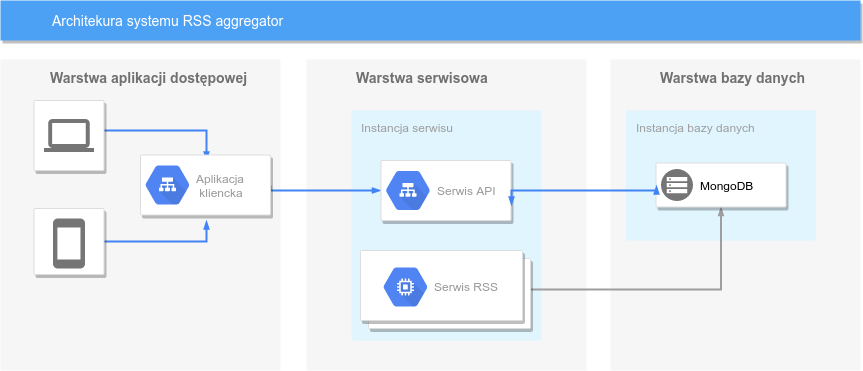 Architekura systemu RSS aggregator
Warstwa aplikacji dostępowej
Warstwa serwisowa
Warstwa bazy danych
Instancja serwisu
Instancja bazy danych
Aplikacja
kliencka
Serwis API
MongoDB
Serwis RSS